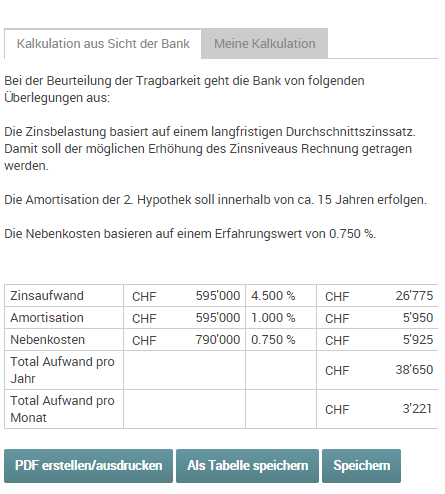 Kalkulation aus Sicht der Bank Meine Kalkulation
Bei der Beurteilung der Tragbarkeit geht die Bank von folgenden
Überlegungen aus:
Die Zinsbelastung basiert auf einem langfristigen Durchschnittszinssatz.
Damit soll der möglichen Erhöhung des Zinsniveaus Rechnung getragen
werden.
Die Amortisation der 2. Hypothek soll innerhalb von ca. 15 Jahren erfolgen.
Die Nebenkosten basieren auf einem Erfahrungswert von 0.750 %.
Zinsaufwand CHF 595'000 4.500 % CHF 26'775
Amortisation CHF 595'000 1.000 % CHF 5'950
Nebenkosten CHF 790'000 0.750 % CHF 5'925
Total Aufwand pro
Jahr CHF 38'650
Total Aufwand pro
Monat CHF 3'221
PDF erstellen/ausdrucken Als Tabelle speichern Speichern